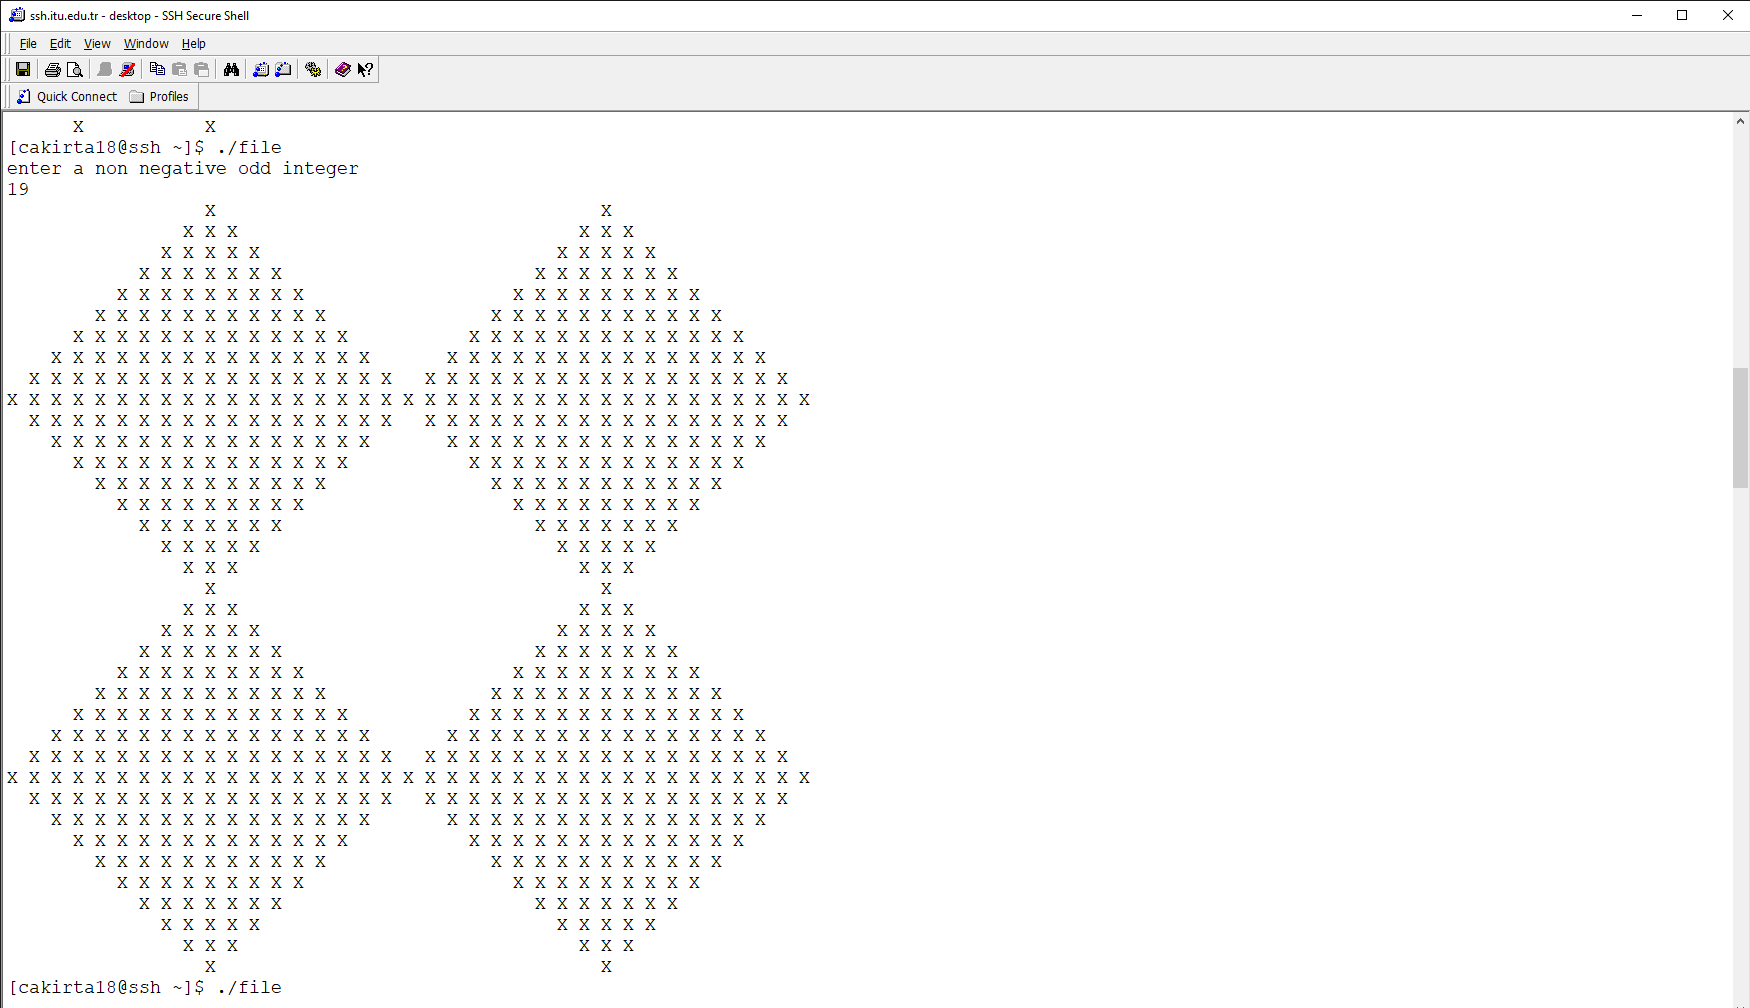 X           X
[cakirta18@ssh ~]$ ./file
enter a non negative odd integer
19
                  X                                   X
                X X X                               X X X
              X X X X X                           X X X X X
            X X X X X X X                       X X X X X X X
          X X X X X X X X X                   X X X X X X X X X
        X X X X X X X X X X X               X X X X X X X X X X X
      X X X X X X X X X X X X X           X X X X X X X X X X X X X
    X X X X X X X X X X X X X X X       X X X X X X X X X X X X X X X
  X X X X X X X X X X X X X X X X X   X X X X X X X X X X X X X X X X X
X X X X X X X X X X X X X X X X X X X X X X X X X X X X X X X X X X X X X
  X X X X X X X X X X X X X X X X X   X X X X X X X X X X X X X X X X X
    X X X X X X X X X X X X X X X       X X X X X X X X X X X X X X X
      X X X X X X X X X X X X X           X X X X X X X X X X X X X
        X X X X X X X X X X X               X X X X X X X X X X X
          X X X X X X X X X                   X X X X X X X X X
            X X X X X X X                       X X X X X X X
              X X X X X                           X X X X X
                X X X                               X X X
                  X                                   X
                X X X                               X X X
              X X X X X                           X X X X X
            X X X X X X X                       X X X X X X X
          X X X X X X X X X                   X X X X X X X X X
        X X X X X X X X X X X               X X X X X X X X X X X
      X X X X X X X X X X X X X           X X X X X X X X X X X X X
    X X X X X X X X X X X X X X X       X X X X X X X X X X X X X X X
  X X X X X X X X X X X X X X X X X   X X X X X X X X X X X X X X X X X
X X X X X X X X X X X X X X X X X X X X X X X X X X X X X X X X X X X X X
  X X X X X X X X X X X X X X X X X   X X X X X X X X X X X X X X X X X
    X X X X X X X X X X X X X X X       X X X X X X X X X X X X X X X
      X X X X X X X X X X X X X           X X X X X X X X X X X X X
        X X X X X X X X X X X               X X X X X X X X X X X
          X X X X X X X X X                   X X X X X X X X X
            X X X X X X X                       X X X X X X X
              X X X X X                           X X X X X
                X X X                               X X X
                  X                                   X
[cakirta18@ssh ~]$ ./file
ssh.itu.edu.tr - desktop - SSH Secure Shell
File Edit View Window Help
Quick Connect Profiles